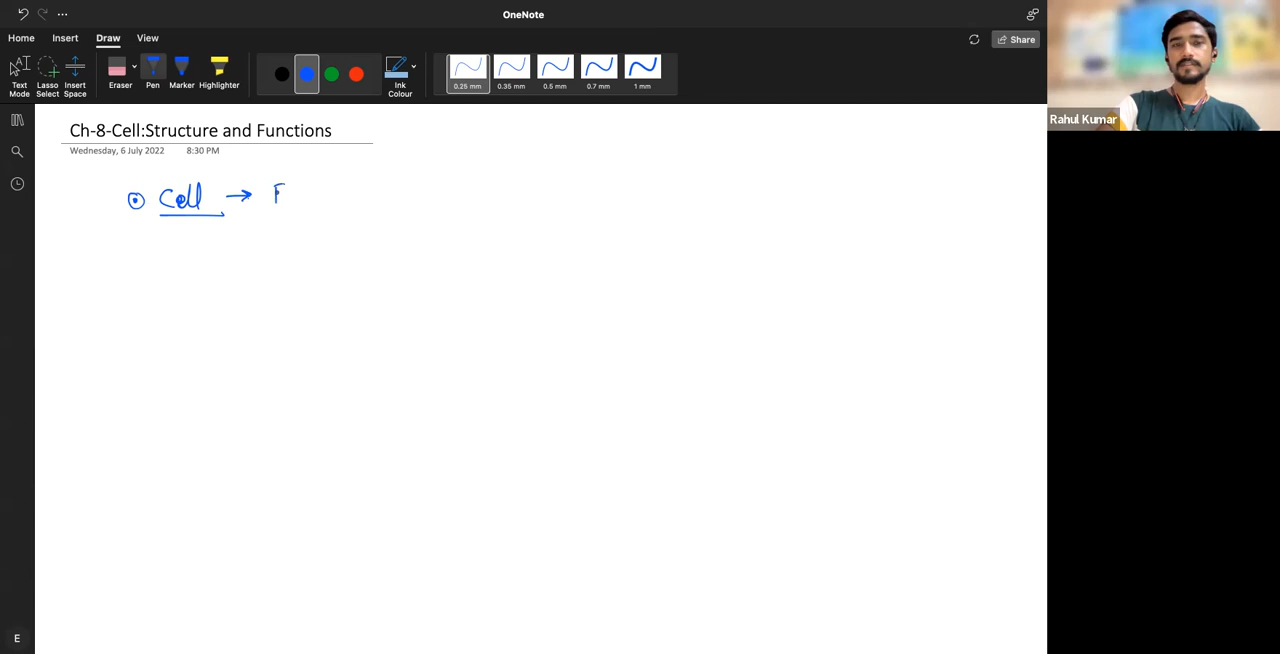 OneNote
Home Insert Draw View
Share
Text Mode Lasso Select Insert Space Eraser Pen Marker Highlighter Ink Colour 0.25 mm 0.35 mm 0.5 mm 0.7 mm 1 mm
Rahul Kumar
Ch-8-Cell:Structure and Functions
Wednesday, 6 July 2022 8:30 PM
Cell → F
E